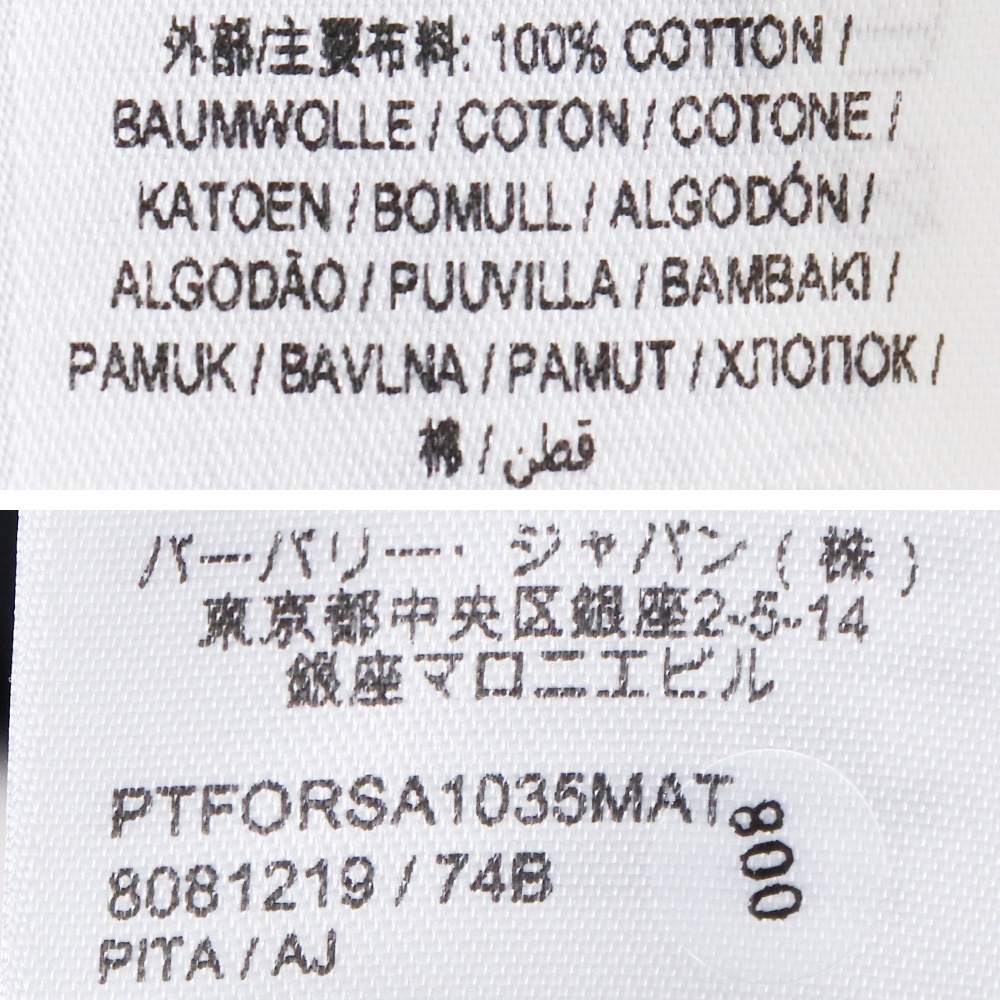 外部/主要布料: 100% COTTON /
BAUMWOLLE / COTON / COTONE /
KATOEN / BOMULL / ALGODÓN /
ALGODÃO / PUUVILLA / BAMBAKI /
PAMUK / BAVLNA / PAMUT / ХЛОПОК /
棉 / قطن
バーバリー・ジャパン(株)
東京都中央区銀座2-5-14
銀座マロニエビル
PTFORSA1035MAT
8081219 / 74B
PITA / AJ
008